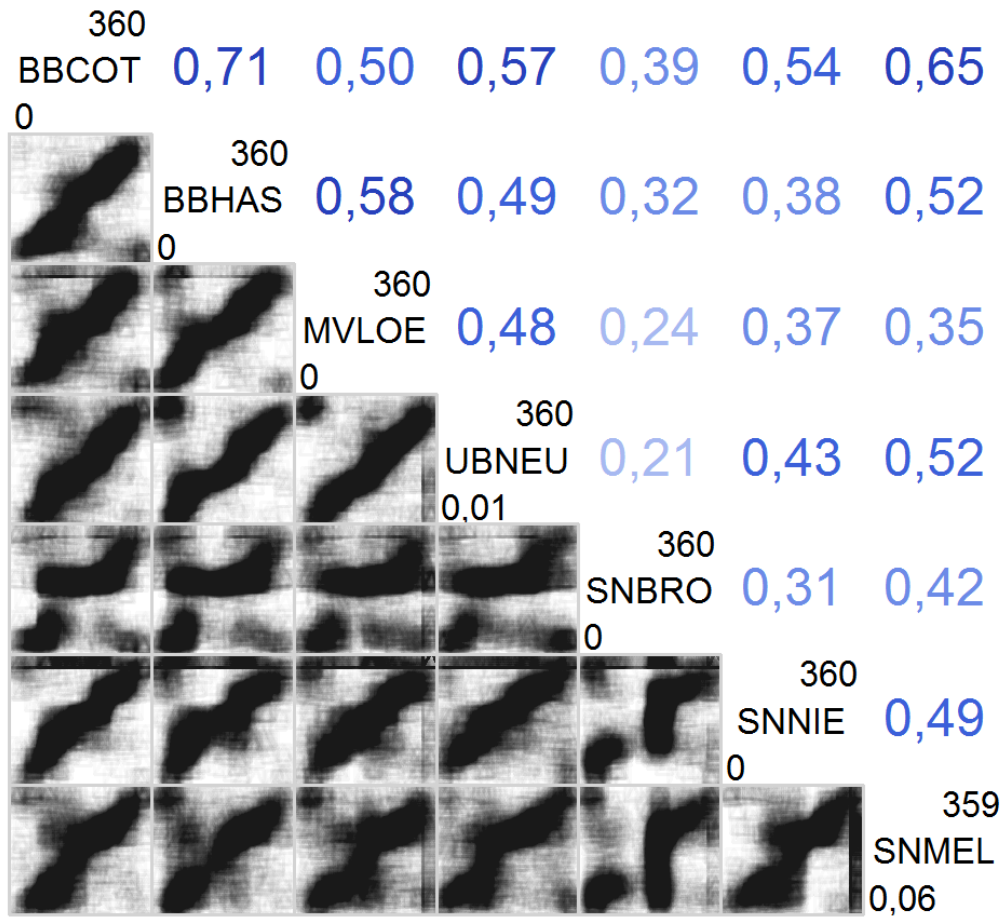 360
BBCOT 0,71 0,50 0,57 0,39 0,54 0,65
0
360
BBHAS 0,58 0,49 0,32 0,38 0,52
0
360
MVLOE 0,48 0,24 0,37 0,35
0
360
UBNEU 0,21 0,43 0,52
0,01
360
SNBRO 0,31 0,42
0
360
SNNIE 0,49
0
359
SNMEL
0,06